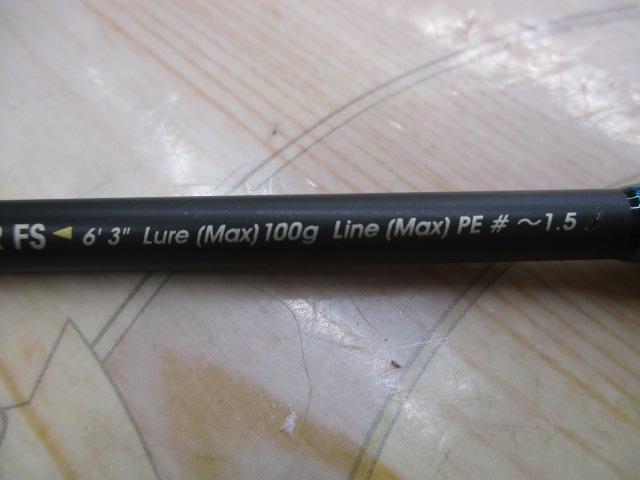 R FS 6' 3" Lure (Max) 100g Line (Max) PE # ～1.5